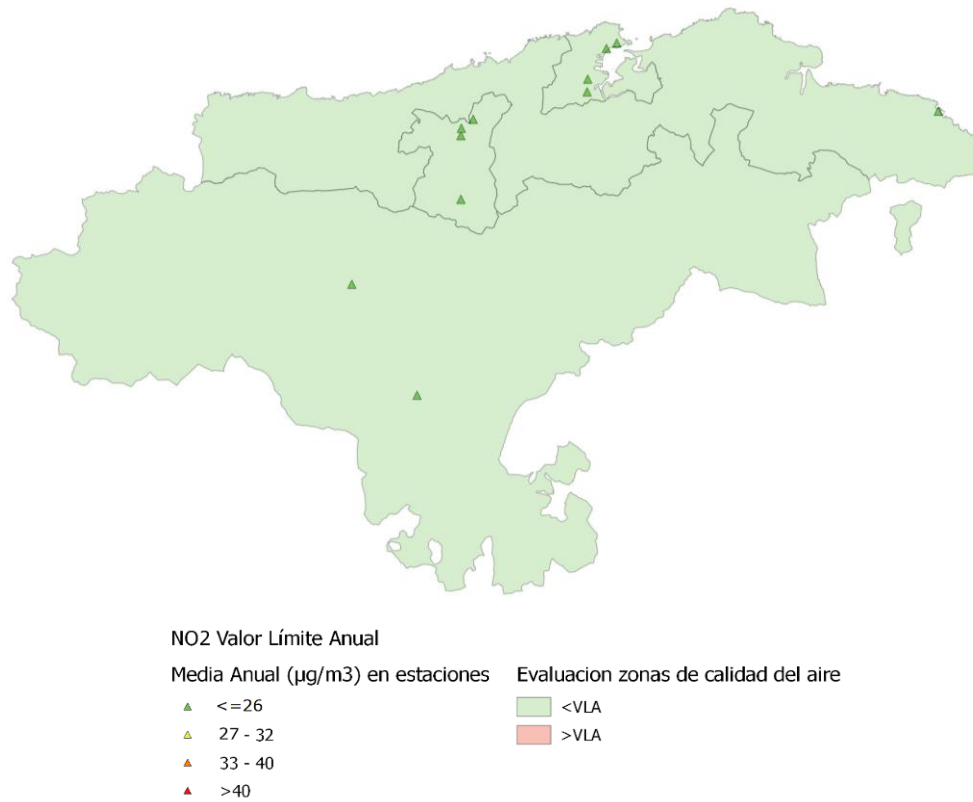 NO2 Valor Límite Anual
Media Anual (µg/m3) en estaciones
<=26
27 - 32
33 - 40
>40
Evaluacion zonas de calidad del aire
<VLA
>VLA